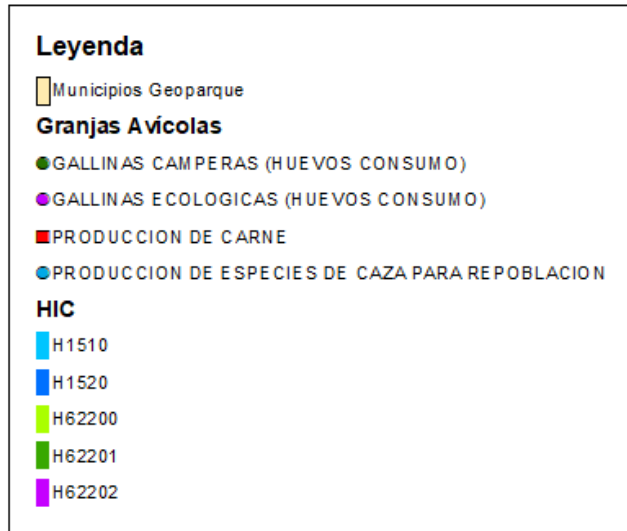 Leyenda
Municipios Geoparque
Granjas Avícolas
GALLINAS CAMPERAS (HUEVOS CONSUMO)
GALLINAS ECOLOGICAS (HUEVOS CONSUMO)
PRODUCCION DE CARNE
PRODUCCION DE ESPECIES DE CAZA PARA REPOBLACION
HIC
H1510
H1520
H62200
H62201
H62202